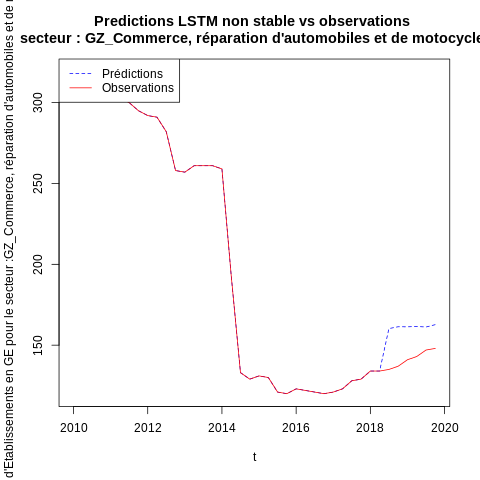 Predictions LSTM non stable vs observations
secteur : GZ_Commerce, réparation d'automobiles et de motocycle
d'Etablissements en GE pour le secteur :GZ_Commerce, réparation d'automobiles et de
Prédictions
Observations
300
250
200
150
2010
2012
2014
2016
2018
2020
t